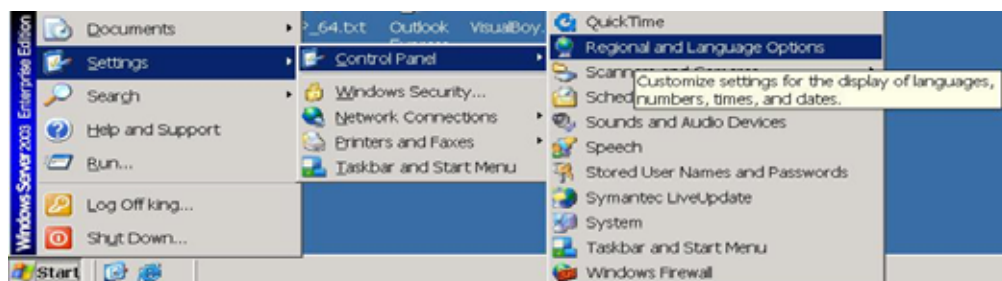 Windows Server 2003 Enterprise Edition
Documents
Settings
Search
Help and Support
Run...
Log Off king...
Shut Down...
Start
_64.txt Outlook VisualBoy.
Control Panel
Windows Security...
Network Connections
Printers and Faxes
Taskbar and Start Menu
QuickTime
Regional and Language Options
Customize settings for the display of languages,
numbers, times, and dates.
Sounds and Audio Devices
Speech
Stored User Names and Passwords
Symantec LiveUpdate
System
Taskbar and Start Menu
Windows Firewall